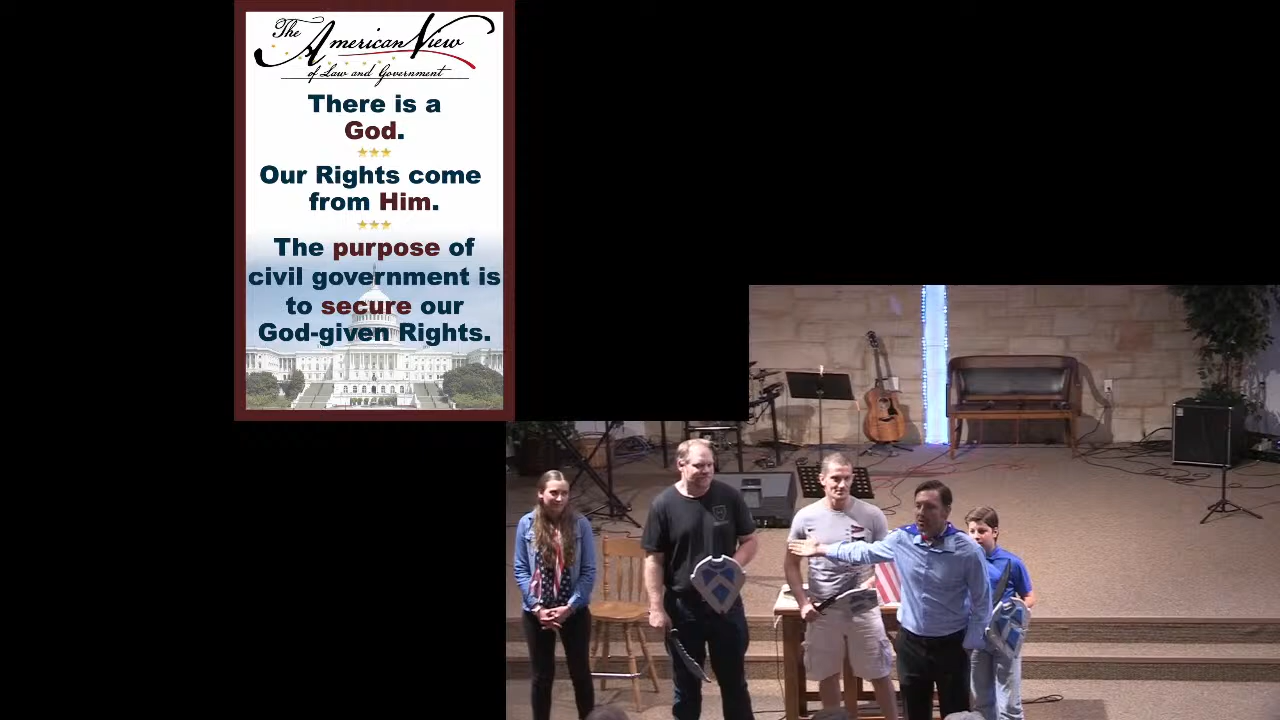 The
American View
of Law and Government
There is a
God.
Our Rights come
from Him.
The purpose of
civil government is
to secure our
God-given Rights.